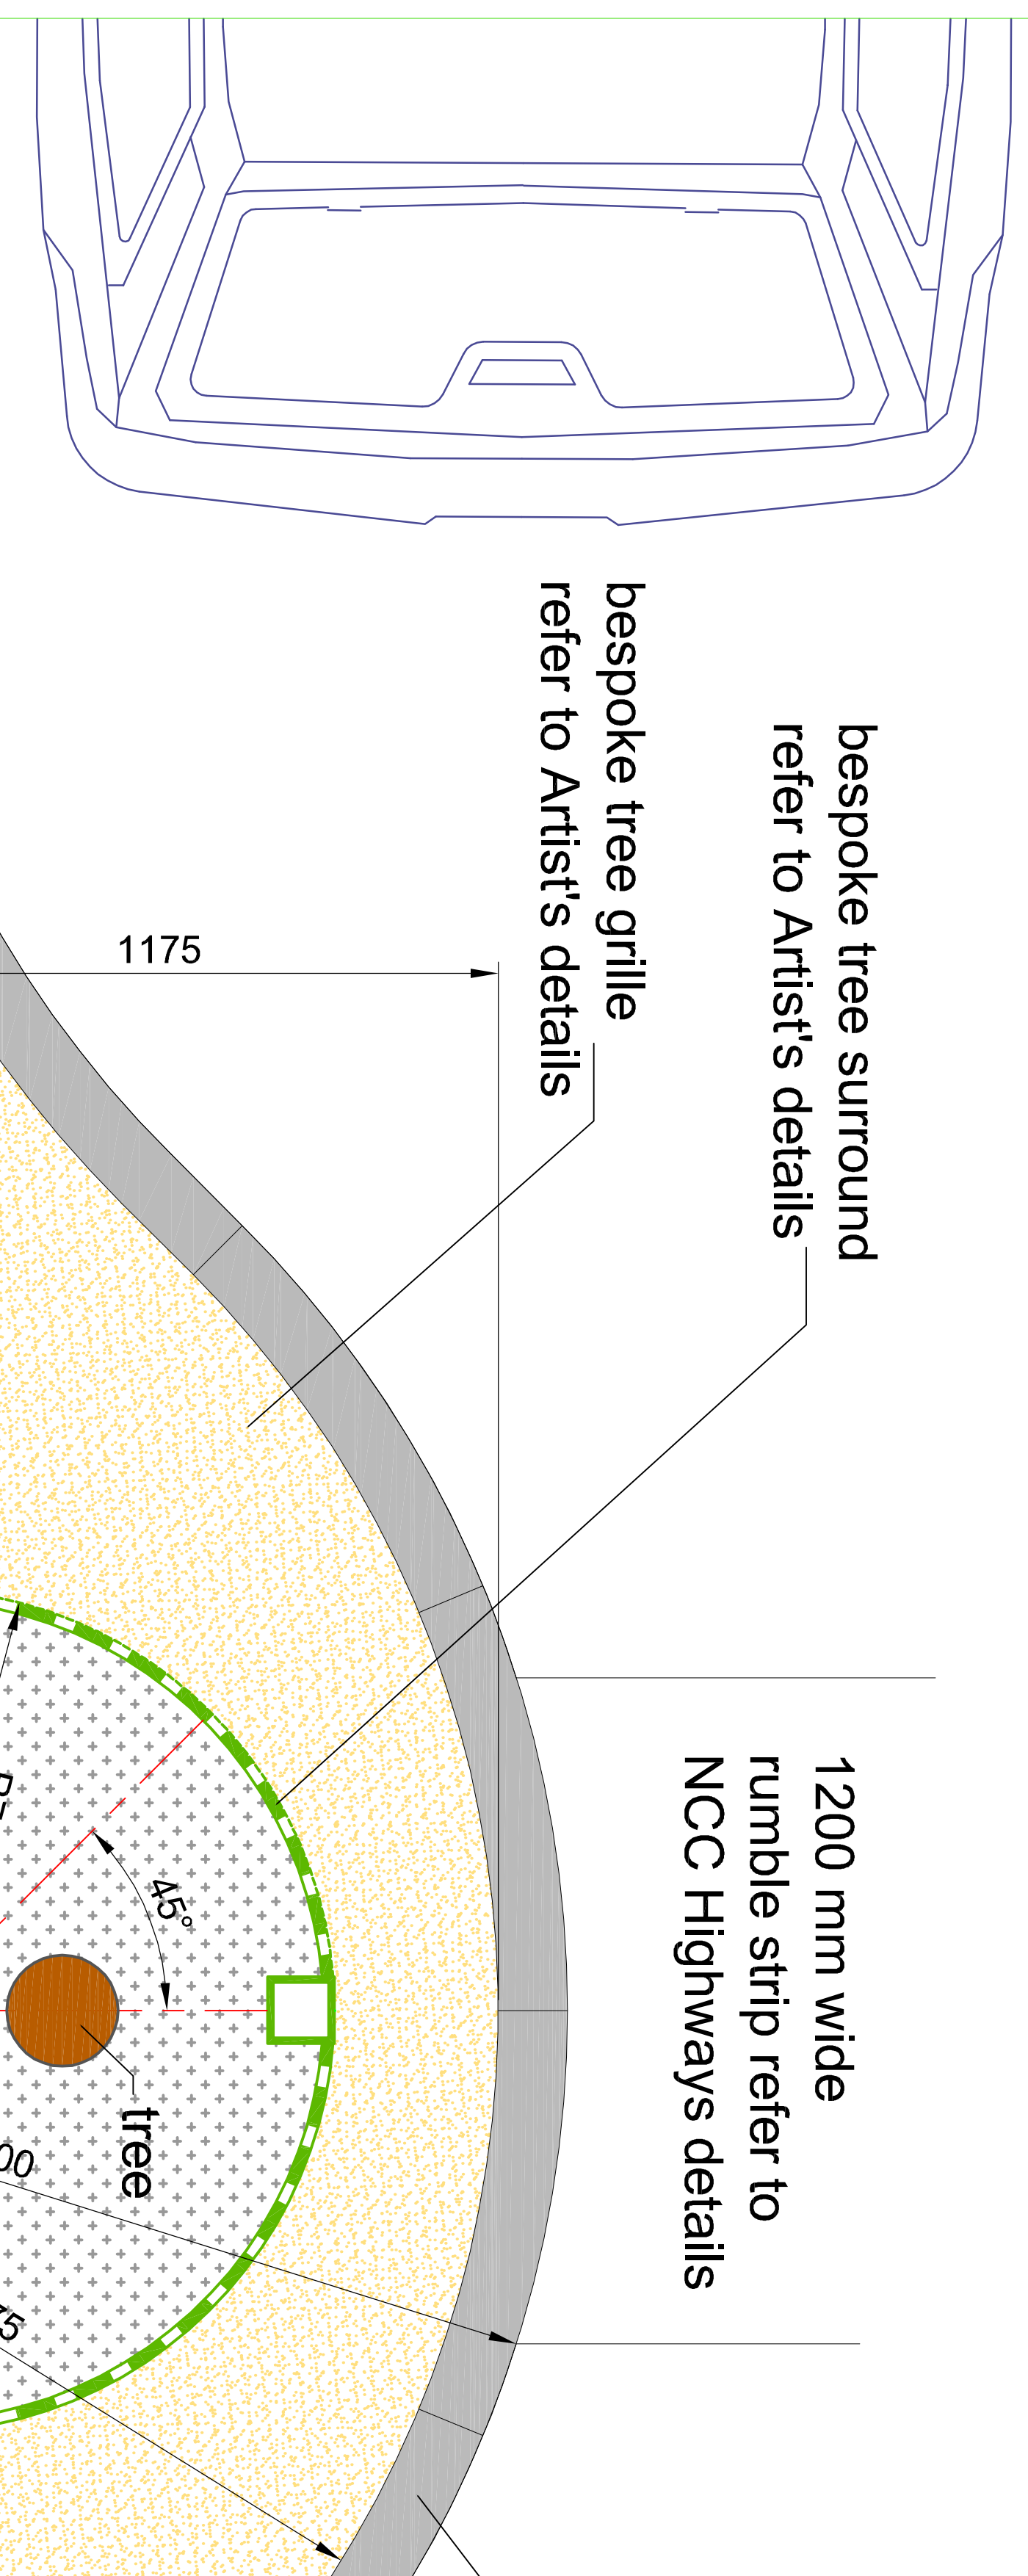 bespoke tree surround
refer to Artist's details
bespoke tree grille
refer to Artist's details
1175
1200 mm wide
rumble strip refer to
NCC Highways details
45°
tree